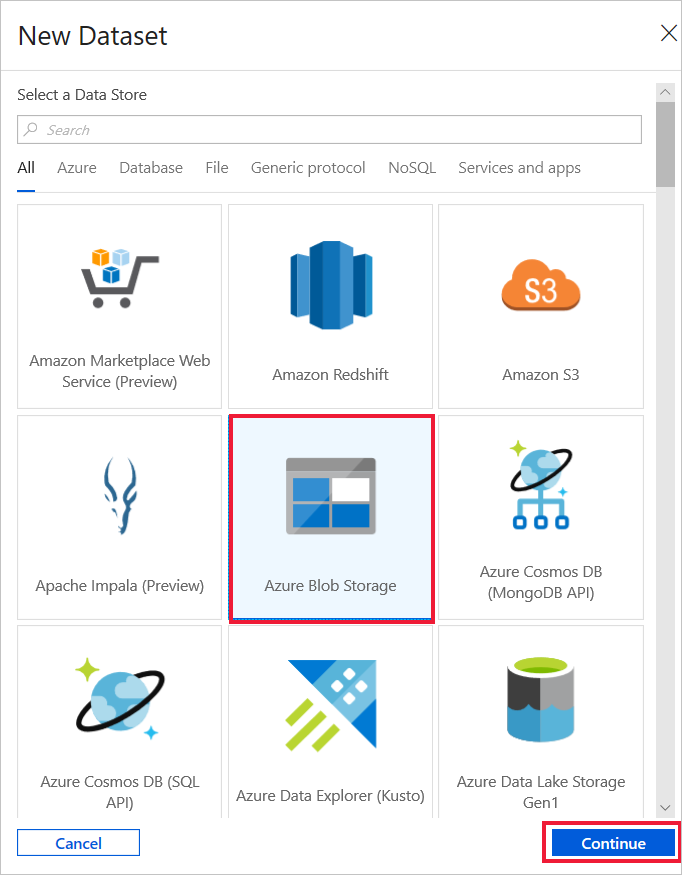 New Dataset
Select a Data Store
Search
All Azure Database File Generic protocol NoSQL Services and apps
S3
Amazon Marketplace Web
Service (Preview)
Amazon Redshift
Amazon S3
Apache Impala (Preview)
Azure Blob Storage
Azure Cosmos DB
(MongoDB API)
Azure Cosmos DB (SQL
API)
Azure Data Explorer (Kusto)
Azure Data Lake Storage
Gen1
Cancel
Continue